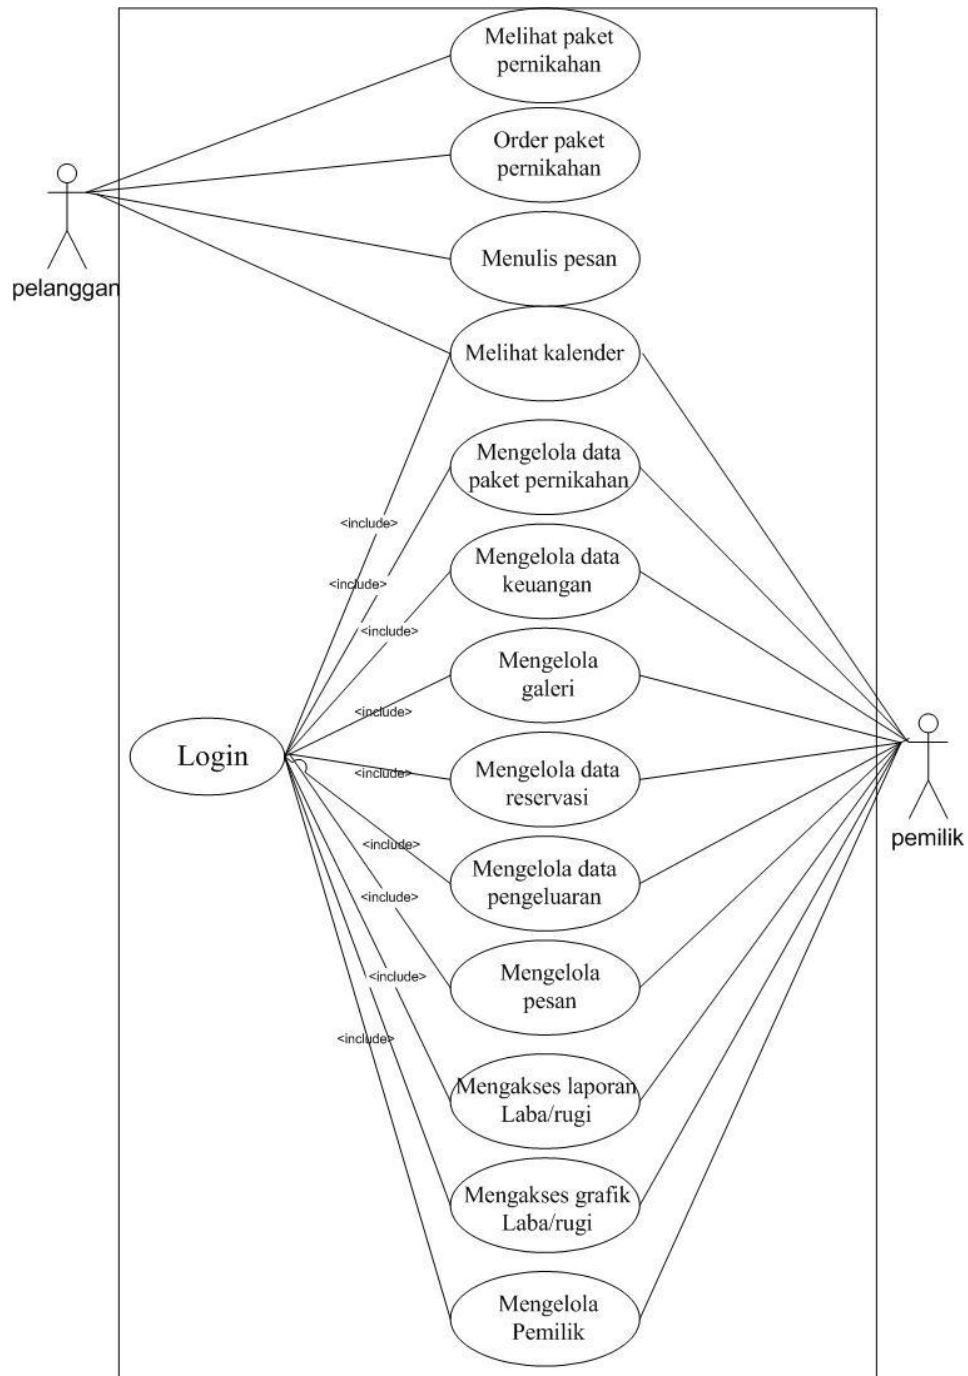 Melihat paket
pernikahan
Order paket
pernikahan
Menulis pesan
pelanggan
Melihat kalender
Mengelola data
paket pernikahan
<include>
Mengelola data
keuangan
<include>
<include>
Mengelola
galeri
<include>
Login
Mengelola data
reservasi
<include>
pemilik
Mengelola data
pengeluaran
<include>
<include>
Mengelola
pesan
<include>
<include>
Mengakses laporan
Laba/rugi
Mengakses grafik
Laba/rugi
Mengelola
Pemilik